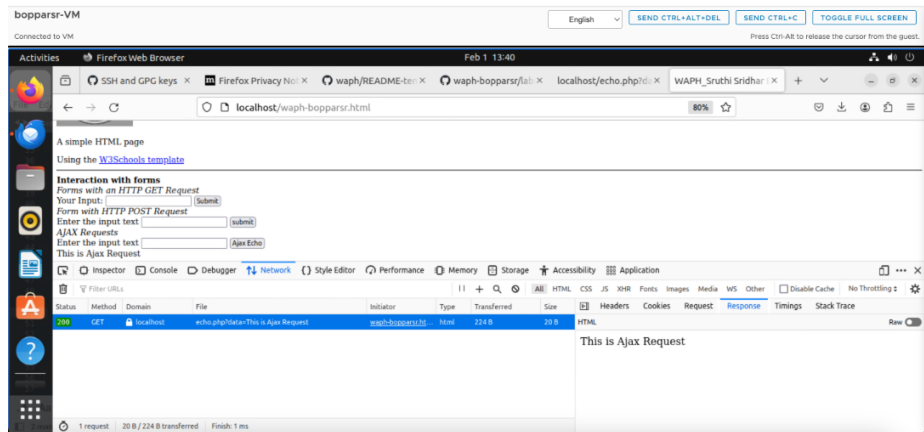 bopparsr-VM
English
SEND CTRL+ALT+DEL
SEND CTRL+C
TOGGLE FULL SCREEN
Connected to VM
Press Ctrl-Alt to release the cursor from the guest.
Activities
Firefox Web Browser
Feb 1 13:40
SSH and GPG keys
Firefox Privacy Not
waph/README-tem
waph-bopparsr/lab
localhost/echo.php?da
WAPH_Sruthi Sridhar
localhost/waph-bopparsr.html
80%
A simple HTML page
Using the W3Schools template
Interaction with forms
Forms with an HTTP GET Request
Your Input:
Submit
Form with HTTP POST Request
Enter the input text
submit
AJAX Requests
Enter the input text
Ajax Echo
This is Ajax Request
Inspector
Console
Debugger
Network
Style Editor
Performance
Memory
Storage
Accessibility
Application
Filter URLs
All HTML CSS JS XHR Fonts Images Media WS Other
Disable Cache
No Throttling
Status Method Domain File Initiator Type Transferred Size
Headers Cookies Request Response Timings Stack Trace
200 GET localhost echo.php?data=This is Ajax Request waph-bopparsr.ht... html 224 B 20 B
HTML
Raw
This is Ajax Request
1 request
20 B / 224 B transferred
Finish: 1 ms